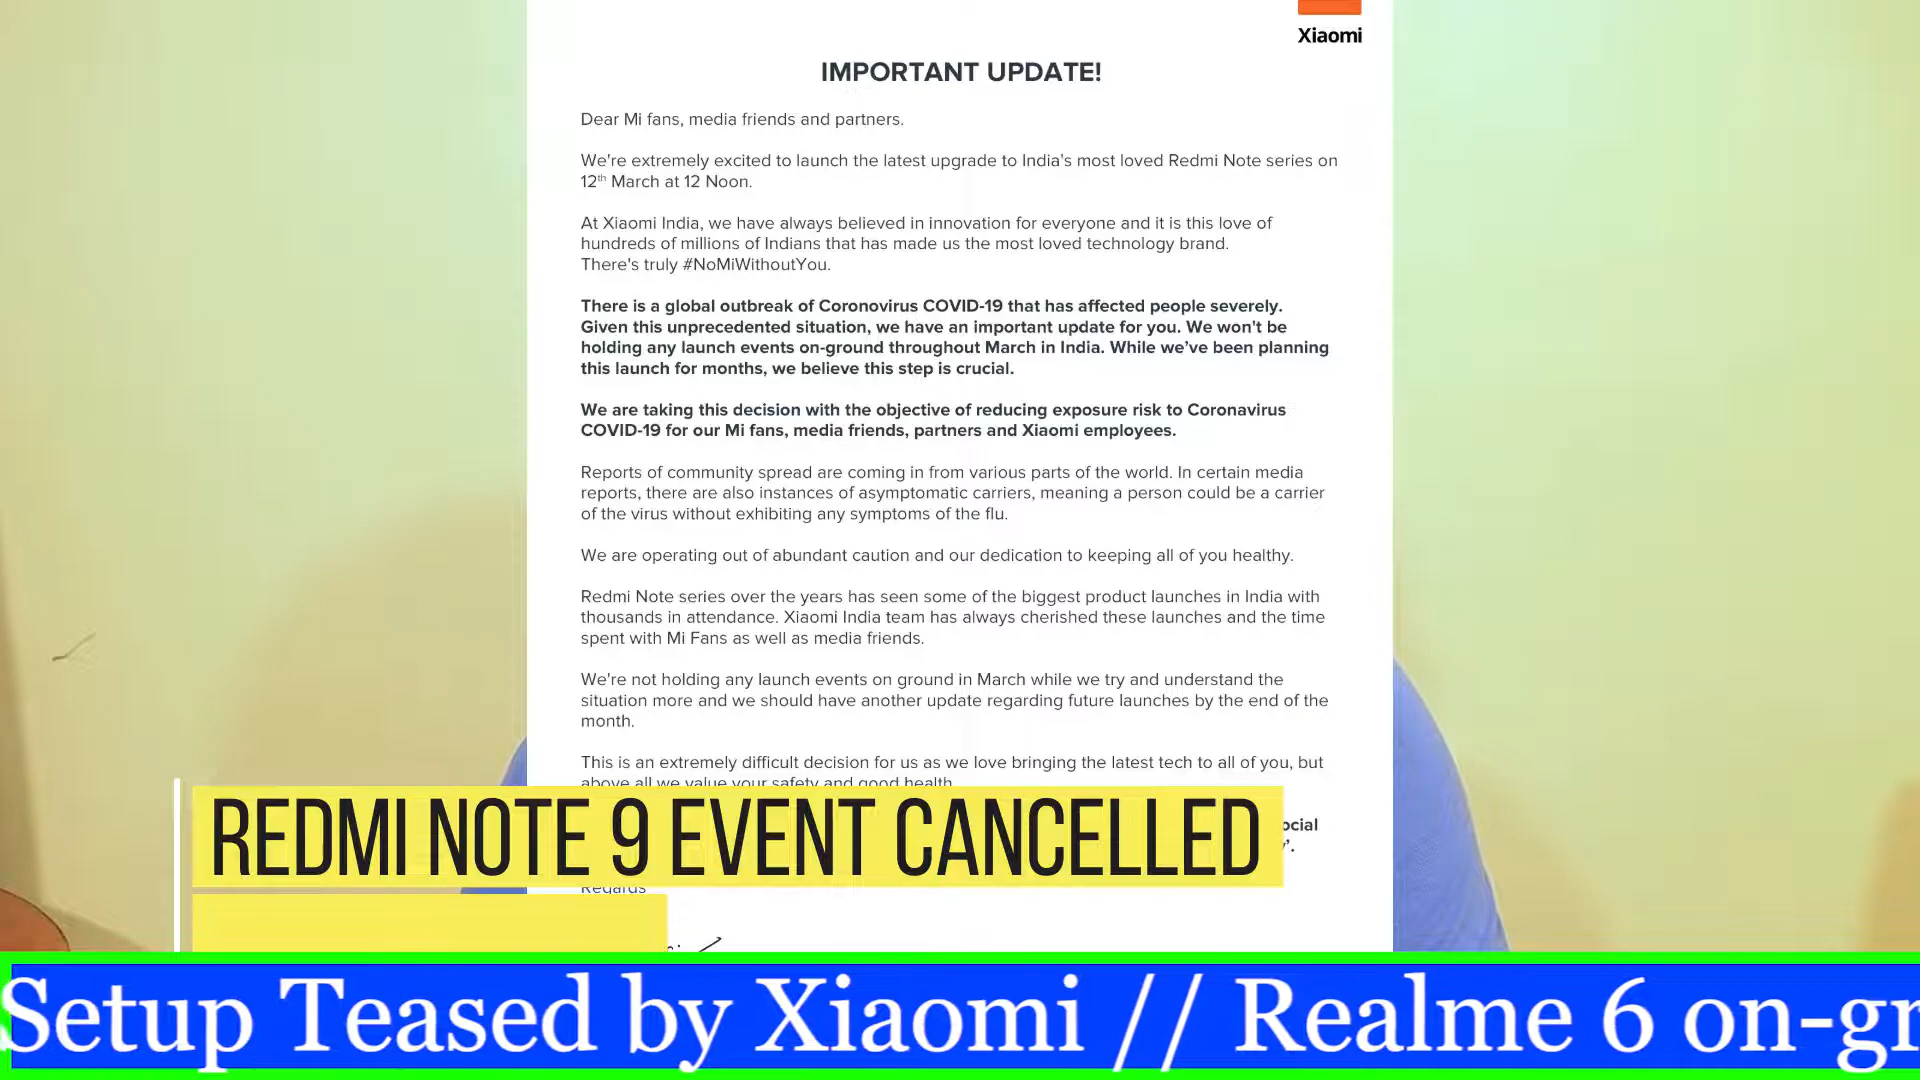 Xiaomi
IMPORTANT UPDATE!
Dear Mi fans, media friends and partners.
We're extremely excited to launch the latest upgrade to India's most loved Redmi Note series on
12th March at 12 Noon.
At Xiaomi India, we have always believed in innovation for everyone and it is this love of
hundreds of millions of Indians that has made us the most loved technology brand.
There's truly #NoMiWithoutYou.
There is a global outbreak of Coronovirus COVID-19 that has affected people severely.
Given this unprecedented situation, we have an important update for you. We won't be
holding any launch events on-ground throughout March in India. While we've been planning
this launch for months, we believe this step is crucial.
We are taking this decision with the objective of reducing exposure risk to Coronavirus
COVID-19 for our Mi fans, media friends, partners and Xiaomi employees.
Reports of community spread are coming in from various parts of the world. In certain media
reports, there are also instances of asymptomatic carriers, meaning a person could be a carrier
of the virus without exhibiting any symptoms of the flu.
We are operating out of abundant caution and our dedication to keeping all of you healthy.
Redmi Note series over the years has seen some of the biggest product launches in India with
thousands in attendance. Xiaomi India team has always cherished these launches and the time
spent with Mi Fans as well as media friends.
We're not holding any launch events on ground in March while we try and understand the
situation more and we should have another update regarding future launches by the end of the
month.
This is an extremely difficult decision for us as we love bringing the latest tech to all of you, but
above all we value your safety and good health.
REDMI NOTE 9 EVENT CANCELLED
Regards
Setup Teased by Xiaomi // Realme 6 on-gr